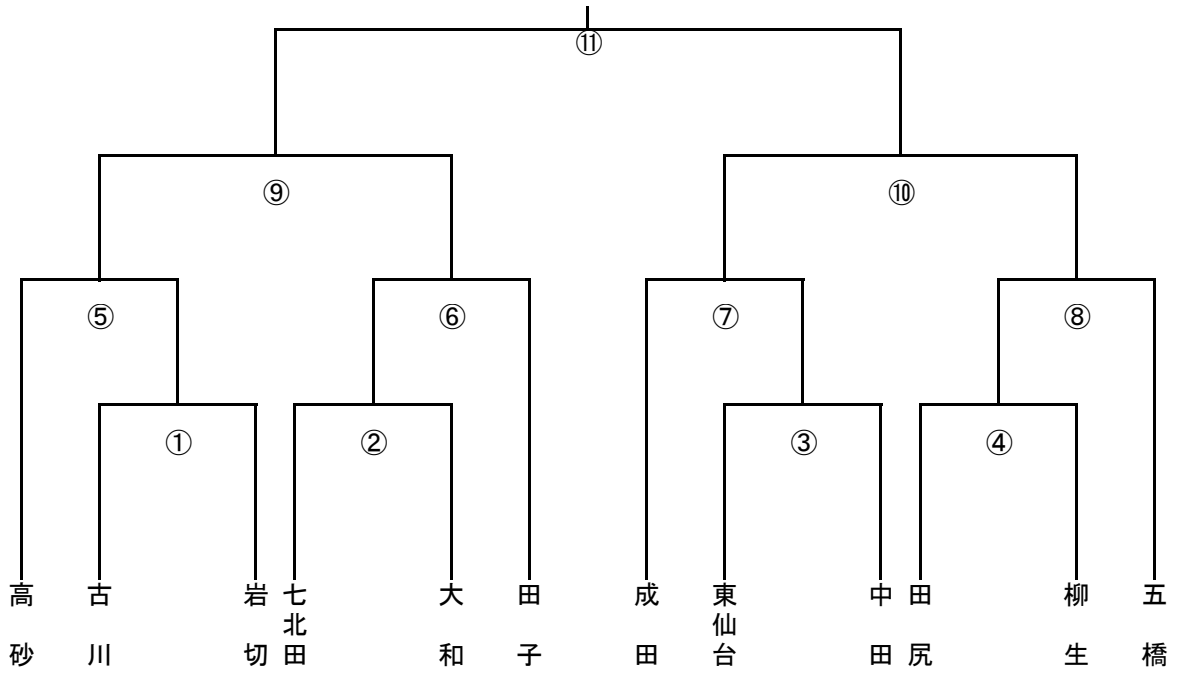 ⑪
⑨
⑩
⑤
⑥
⑦
⑧
①
②
③
④
高砂
古川
岩切
七北田
大和
田子
成田
東仙台
中田
田尻
柳生
五橋